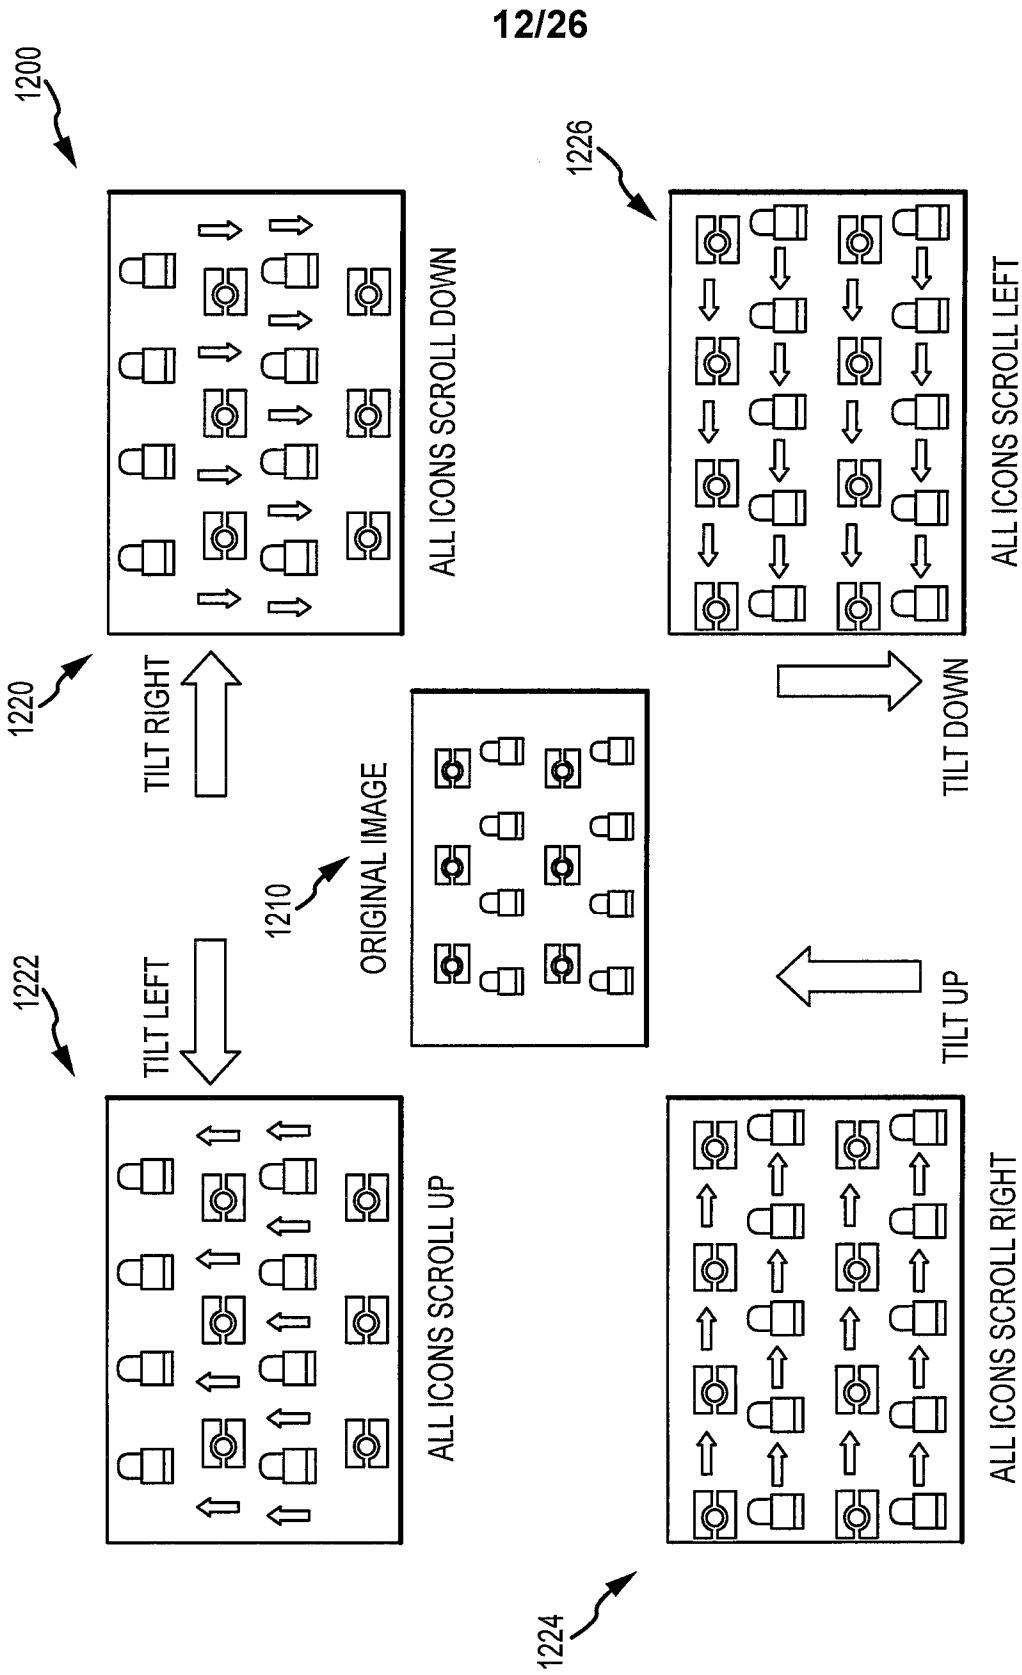 12/26
1222
TILT LEFT
ALL ICONS SCROLL UP
1220
TILT RIGHT
1200
ALL ICONS SCROLL DOWN
1210
ORIGINAL IMAGE
1224
ALL ICONS SCROLL RIGHT
TILT UP
TILT DOWN
1226
ALL ICONS SCROLL LEFT